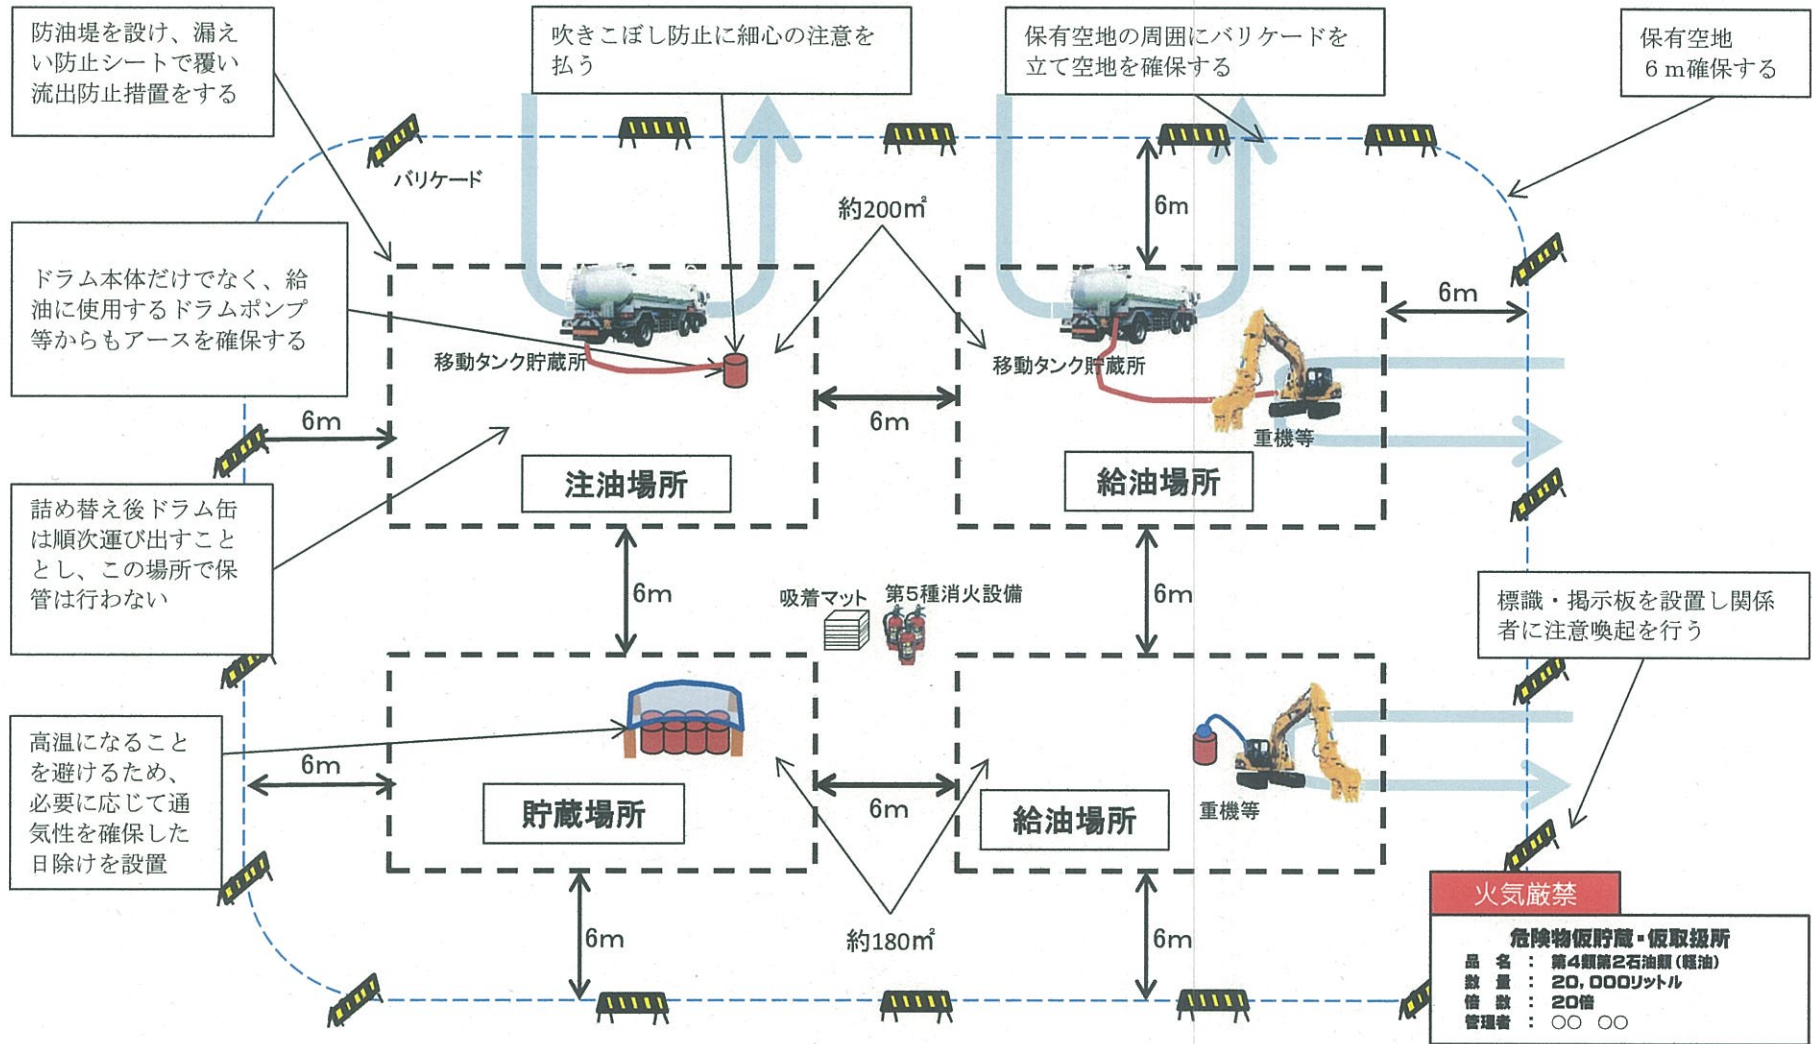 防油堤を設け、漏え
い防止シートで覆い
流出防止措置をする
吹きこぼし防止に細心の注意を
払う
保有空地の周囲にバリケードを
立て空地を確保する
保有空地
6m確保する
バリケード
約200㎡
6m
ドラム本体だけでなく、給
油に使用するドラムポンプ
等からもアースを確保する
6m
移動タンク貯蔵所
移動タンク貯蔵所
6m
6m
重機等
注油場所
給油場所
詰め替え後ドラム缶
は順次運び出すこと
とし、この場所で保
管は行わない
6m
吸着マット
第5種消火設備
6m
標識・掲示板を設置し関係
者に注意喚起を行う
高温になること
を避けるため、
必要に応じて通
気性を確保した
日除けを設置
6m
6m
貯蔵場所
給油場所
重機等
6m
約180㎡
6m
火気厳禁
危険物仮貯蔵・仮取扱所
品名：第4類第2石油類(軽油)
数量：20,000リットル
倍数：20倍
管理者：○○ ○○